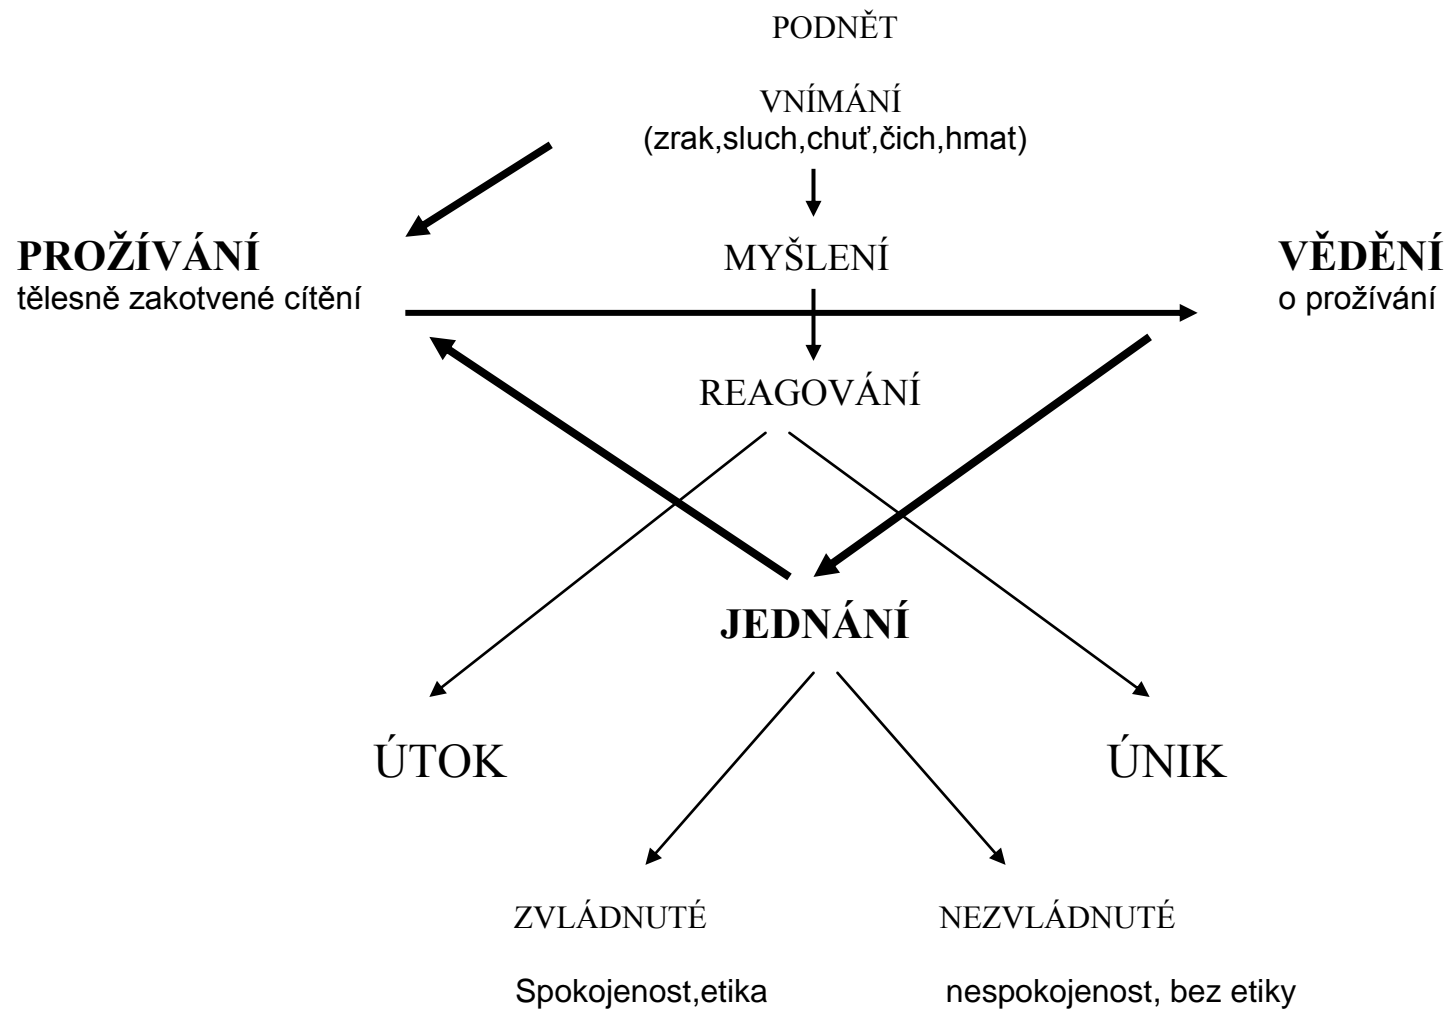 PODNĚT
VNÍMÁNÍ
(zrak,sluch,chuť,čich,hmat)
PROŽÍVÁNÍ
tělesně zakotvené cítění
MYŠLENÍ
VĚDĚNÍ
o prožívání
REAGOVÁNÍ
JEDNÁNÍ
ÚTOK
ÚNIK
ZVLÁDNUTÉ
NEZVLÁDNUTÉ
Spokojenost,etika
nespokojenost, bez etiky